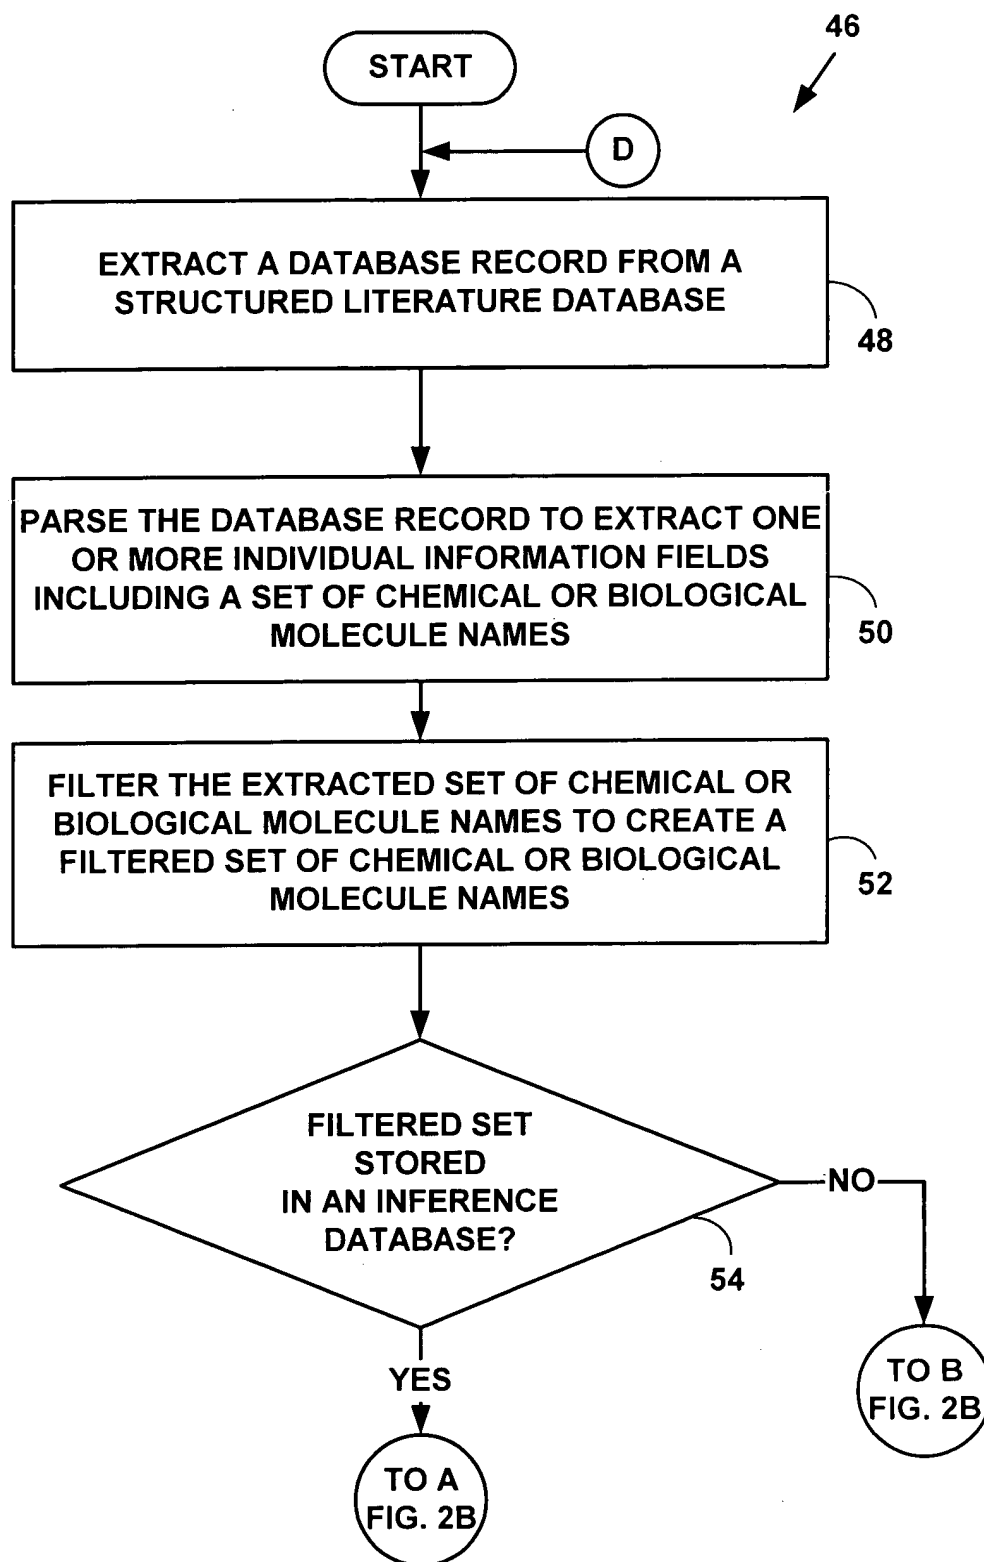 46
START
D
EXTRACT A DATABASE RECORD FROM A
STRUCTURED LITERATURE DATABASE
48
PARSE THE DATABASE RECORD TO EXTRACT ONE
OR MORE INDIVIDUAL INFORMATION FIELDS
INCLUDING A SET OF CHEMICAL OR BIOLOGICAL
MOLECULE NAMES
50
FILTER THE EXTRACTED SET OF CHEMICAL OR
BIOLOGICAL MOLECULE NAMES TO CREATE A
FILTERED SET OF CHEMICAL OR BIOLOGICAL
MOLECULE NAMES
52
FILTERED SET
STORED
IN AN INFERENCE
DATABASE?
NO
54
YES
TO B
FIG. 2B
TO A
FIG. 2B